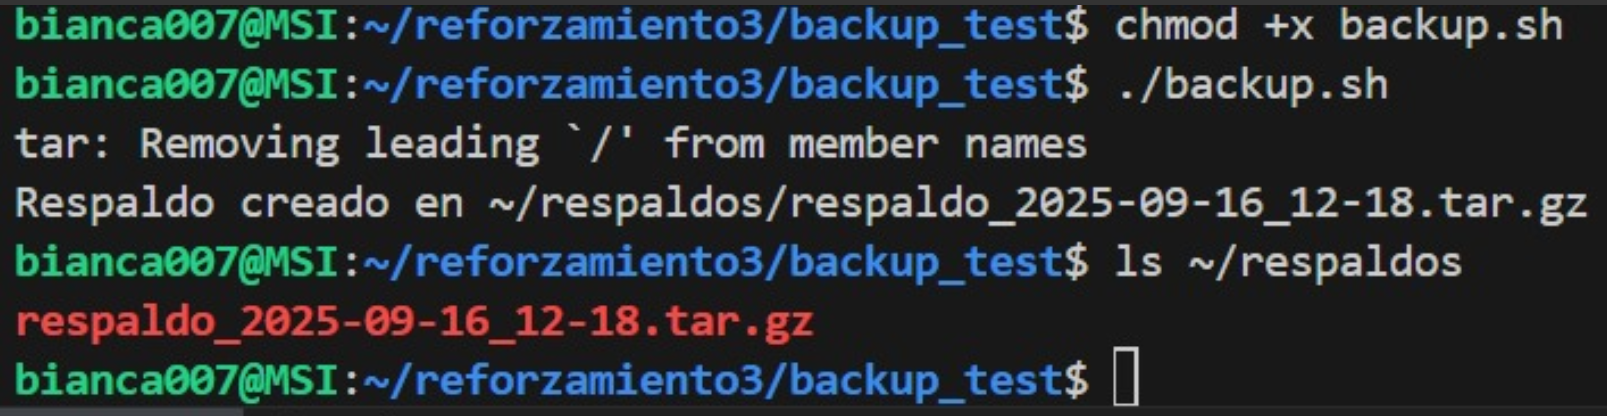 bianca007@MSI:~/reforzamiento3/backup_test$ chmod +x backup.sh
bianca007@MSI:~/reforzamiento3/backup_test$ ./backup.sh
tar: Removing leading `/' from member names
Respaldo creado en ~/respaldos/respaldo_2025-09-16_12-18.tar.gz
bianca007@MSI:~/reforzamiento3/backup_test$ ls ~/respaldos
respaldo_2025-09-16_12-18.tar.gz
bianca007@MSI:~/reforzamiento3/backup_test$